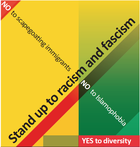 NO to scapegoating immigrants
Stand up to racism and fascism
NO to Islamophobia
YES to diversity